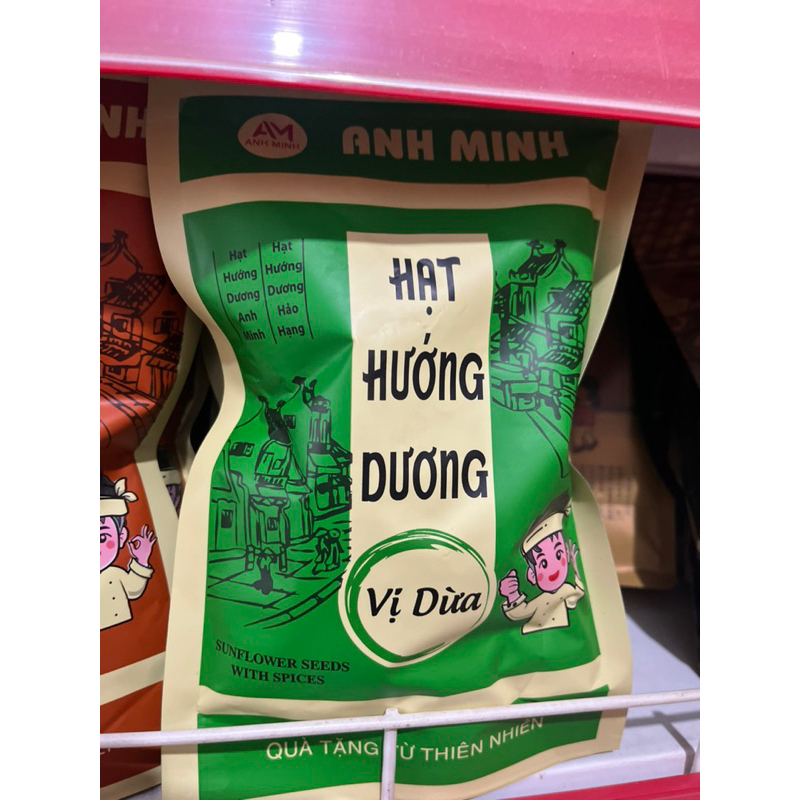 AM
ANH MINH
ANH MINH
Hạt
Hướng
Dương
Anh
Minh
Hạt
Hướng
Dương
Hảo
Hạng
HẠT
HƯỚNG
DƯƠNG
Vị Dừa
SUNFLOWER SEEDS
WITH SPICES
QUÀ TẶNG TỪ THIÊN NHIÊN
NH